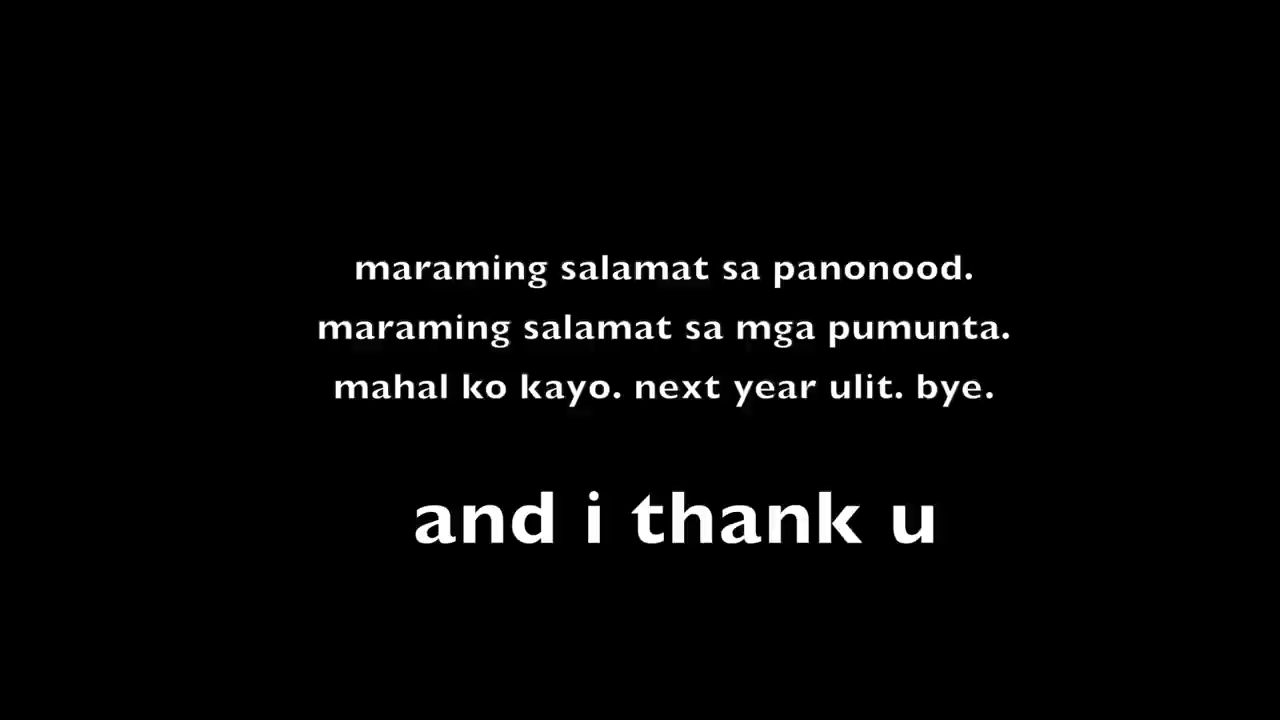 maraming salamat sa panonood.
maraming salamat sa mga pumunta.
mahal ko kayo. next year ulit. bye.
and i thank u